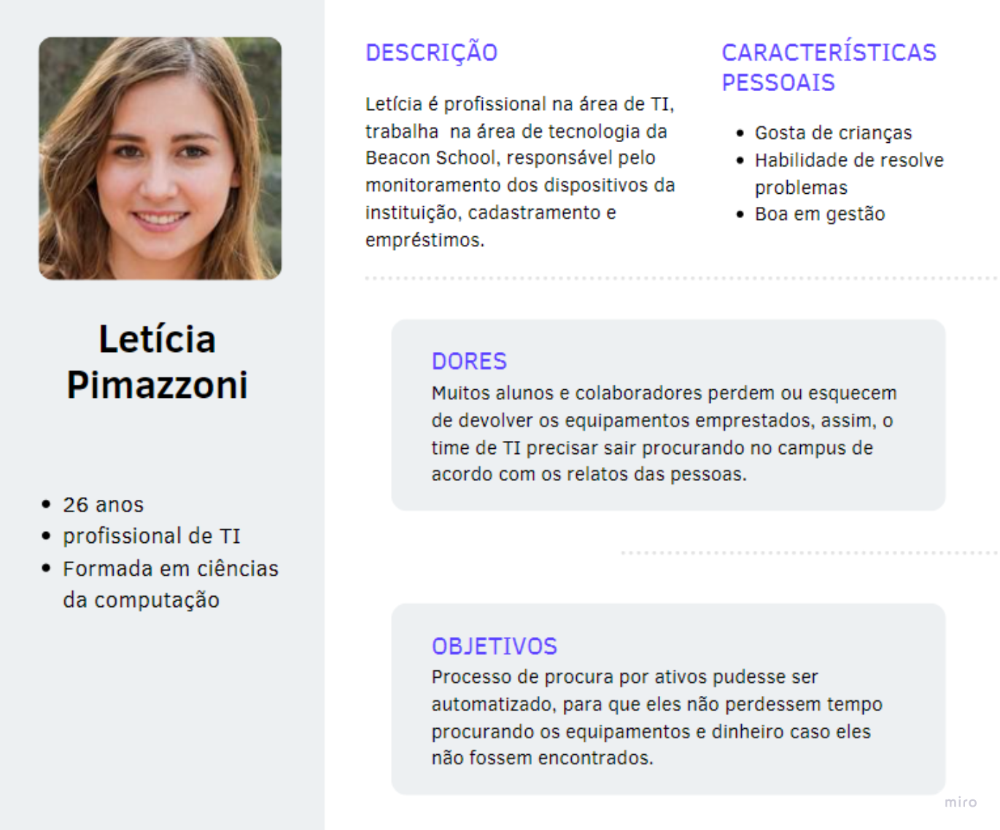 Letícia
Pimazzoni
• 26 anos
• profissional de TI
• Formada em ciências
da computação
DESCRIÇÃO
Letícia é profissional na área de TI,
trabalha  na área de tecnologia da
Beacon School, responsável pelo
monitoramento dos dispositivos da
instituição, cadastramento e
empréstimos.
CARACTERÍSTICAS
PESSOAIS
• Gosta de crianças
• Habilidade de resolve
problemas
• Boa em gestão
DORES
Muitos alunos e colaboradores perdem ou esquecem
de devolver os equipamentos emprestados, assim, o
time de TI precisar sair procurando no campus de
acordo com os relatos das pessoas.
OBJETIVOS
Processo de procura por ativos pudesse ser
automatizado, para que eles não perdessem tempo
procurando os equipamentos e dinheiro caso eles
não fossem encontrados.
miro